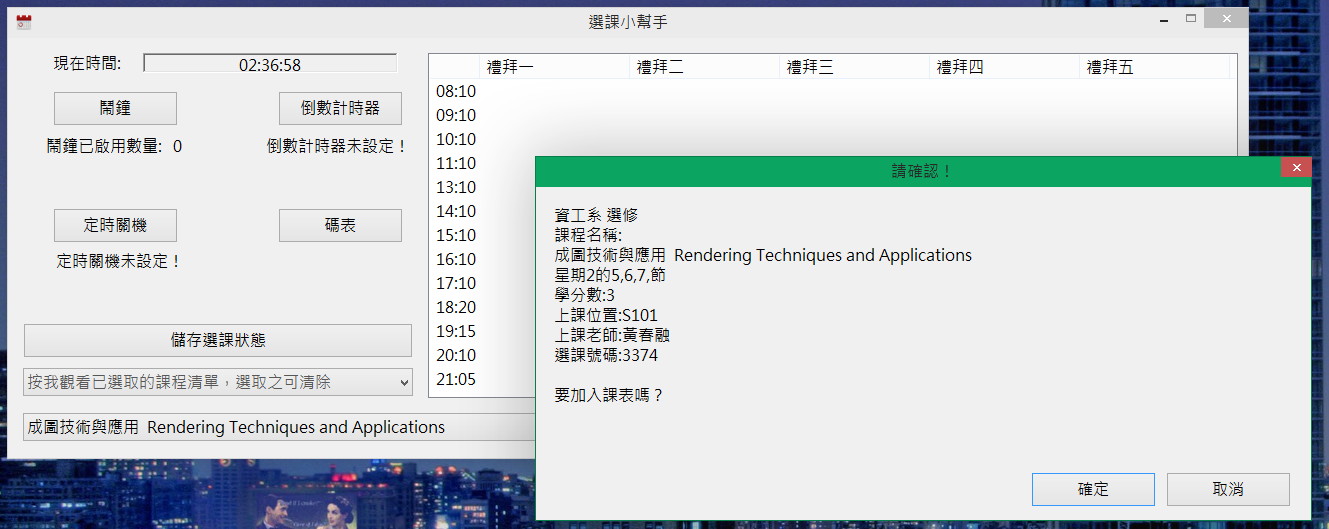 選課小幫手
現在時間: 02:36:58
鬧鐘 倒數計時器
鬧鐘已啟用數量: 0 倒數計時器未設定！
定時關機 碼表
定時關機未設定！
儲存選課狀態
按我觀看已選取的課程清單，選取之可清除
成圖技術與應用 Rendering Techniques and Applications
禮拜一 禮拜二 禮拜三 禮拜四 禮拜五
08:10
09:10
10:10
11:10
13:10
14:10
15:10
16:10
17:10
18:20
19:15
20:10
21:05
請確認！
資工系 選修
課程名稱:
成圖技術與應用 Rendering Techniques and Applications
星期2的5,6,7,節
學分數:3
上課位置:S101
上課老師:黃春融
選課號碼:3374
要加入課表嗎？
確定 取消